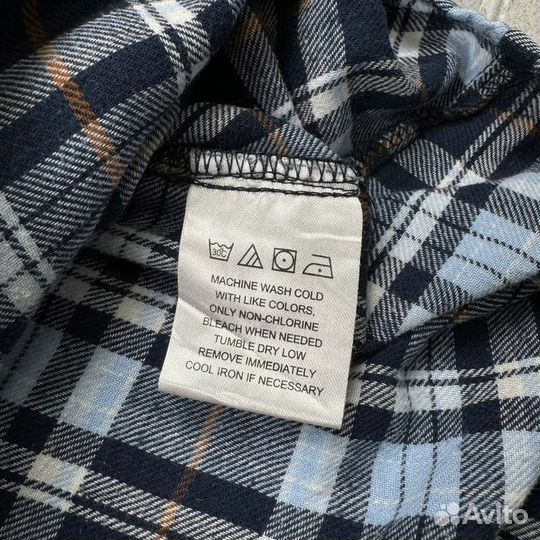 30C
MACHINE WASH COLD
WITH LIKE COLORS,
ONLY NON-CHLORINE
BLEACH WHEN NEEDED
TUMBLE DRY LOW
REMOVE IMMEDIATELY
COOL IRON IF NECESSARY
Avito